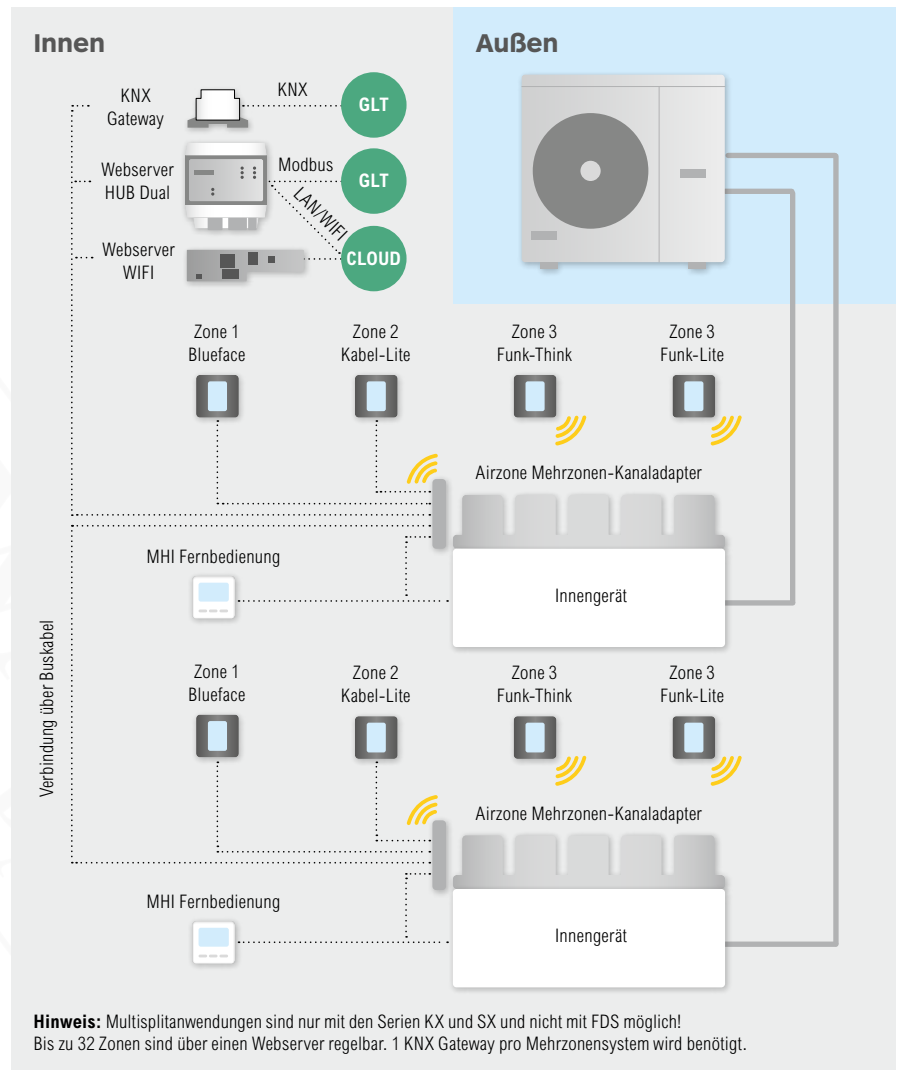 Innen
Außen
KNX
Gateway
KNX
GLT
Webserver
HUB Dual
Modbus
GLT
LAN/WIFI
Webserver
WIFI
CLOUD
Zone 1
Blueface
Zone 2
Kabel-Lite
Zone 3
Funk-Think
Zone 3
Funk-Lite
Airzone Mehrzonen-Kanaladapter
MHI Fernbedienung
Innengerät
Verbindung über Buskabel
Zone 1
Blueface
Zone 2
Kabel-Lite
Zone 3
Funk-Think
Zone 3
Funk-Lite
Airzone Mehrzonen-Kanaladapter
MHI Fernbedienung
Innengerät
Hinweis: Multisplitanwendungen sind nur mit den Serien KX und SX und nicht mit FDS möglich!
Bis zu 32 Zonen sind über einen Webserver regelbar. 1 KNX Gateway pro Mehrzonensystem wird benötigt.